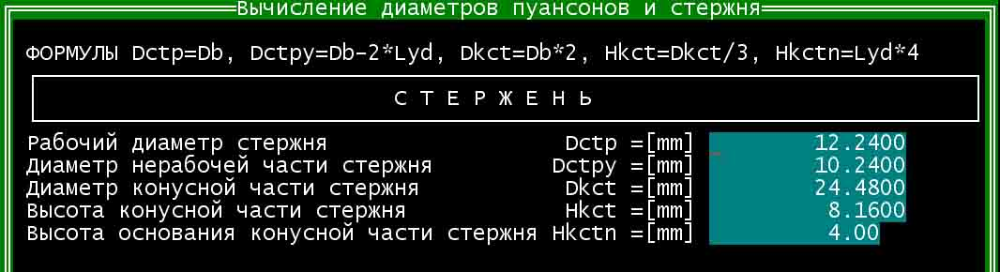 Вычисление диаметров пуансонов и стержня
ФОРМУЛЫ Dctp=Db, Dctpy=Db-2*Lyd, Dkct=Db*2, Hkct=Dkct/3, Hkctn=Lyd*4
С Т Е Р Ж Е Н Ь
Рабочий диаметр стержня Dctp =[mm] 12.2400
Диаметр нерабочей части стержня Dctpy =[mm] 10.2400
Диаметр конусной части стержня Dkct =[mm] 24.4800
Высота конусной части стержня Hkct =[mm] 8.1600
Высота основания конусной части стержня Hkctn =[mm] 4.00